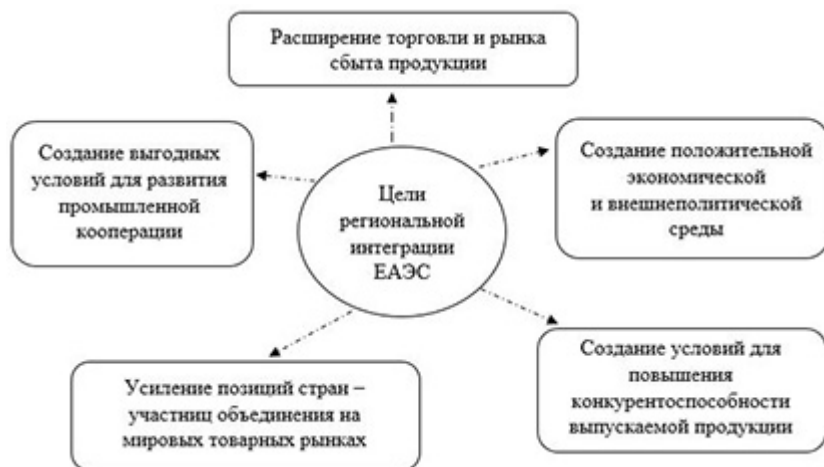 Расширение торговли и рынка
сбыта продукции
Создание выгодных
условий для развития
промышленной
кооперации
Цели
региональной
интеграции
ЕАЭС
Создание положительной
экономической
и внешнеполитической
среды
Усиление позиций стран –
участниц объединения на
мировых товарных рынках
Создание условий для
повышения
конкурентоспособности
выпускаемой продукции